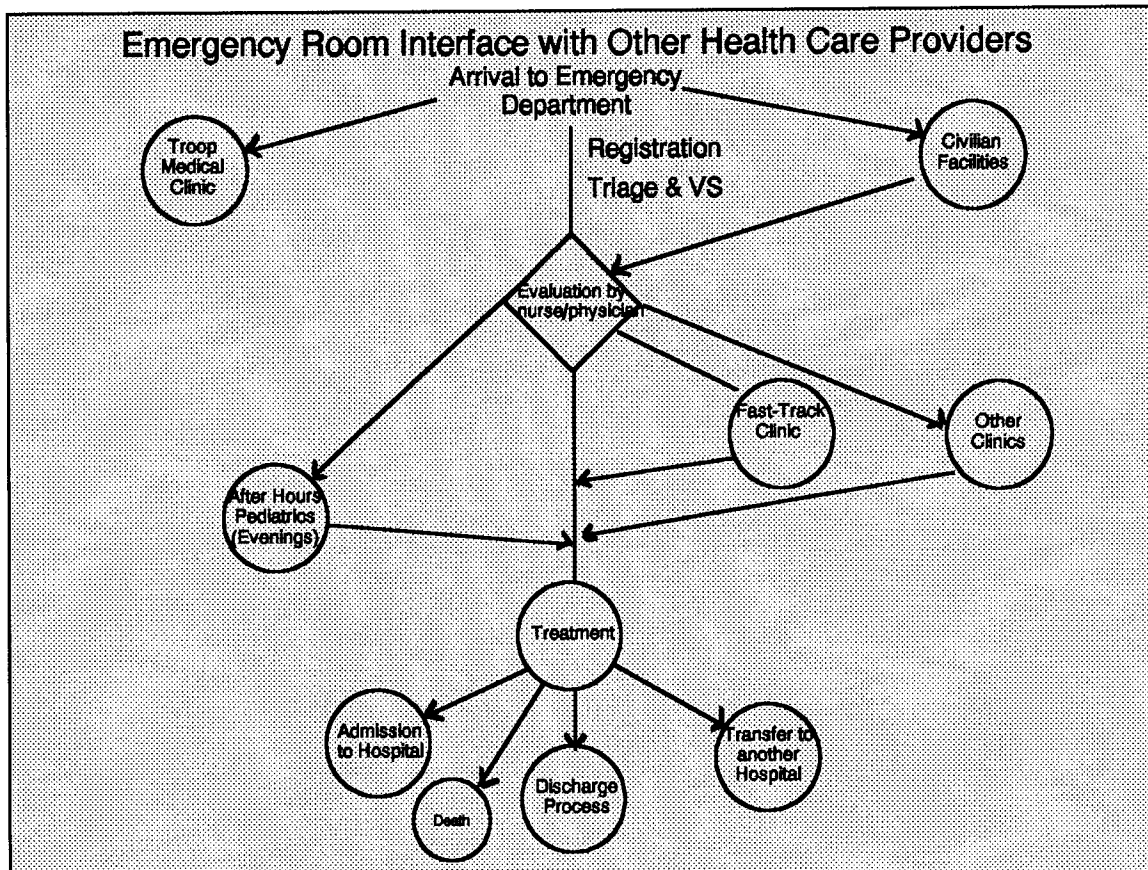 Emergency Room Interface with Other Health Care Providers
Arrival to Emergency
Department
Registration
Triage & VS
Troop
Medical
Clinic
Civilian
Facilities
Evaluation by
nurse/physician
Fast-Track
Clinic
Other
Clinics
After Hours
Pediatrics
(Evenings)
Treatment
Admission
to Hospital
Death
Discharge
Process
Transfer to
another
Hospital